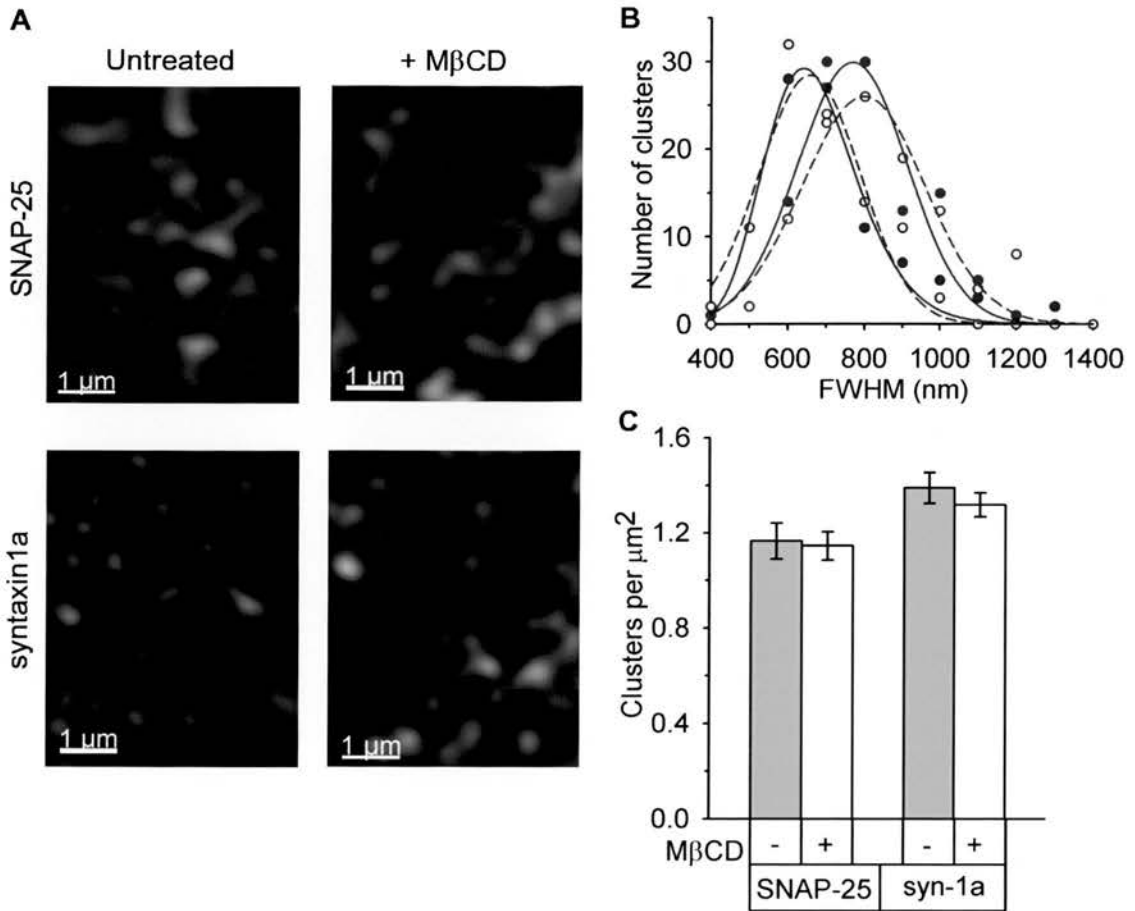 A
Untreated
+ MβCD
SNAP-25
1 µm
1 µm
syntaxin1a
1 µm
1 µm
B
Number of clusters
30
20
10
0
400 600 800 1000 1200 1400
FWHM (nm)
C
Clusters per µm2
1.6
1.2
0.8
0.4
0.0
MβCD - + - +
SNAP-25 syn-1a